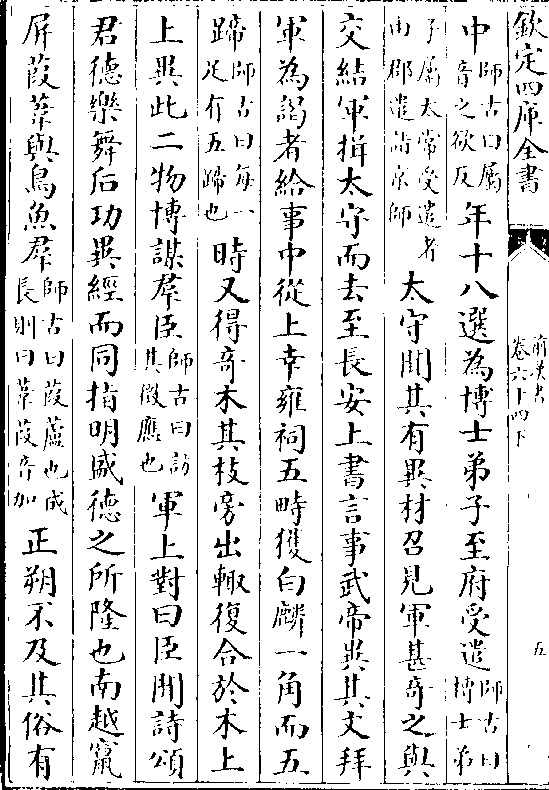 欽定四庫全書
前漢書
卷六十四下
五
中師古曰屬音之欲反年十八選為博士弟子至府受遣師古曰博士弟
子屬太常受遣者由郡遣詣京師太守聞其有異材召見軍甚奇之與
交結軍揖太守而去至長安上書言事武帝異其文拜
軍為謁者給事中從上幸雍祠五畤獲白麟一角而五
蹄師古曰每一足有五蹄也時又得奇木其枝旁出輒復合於木上
上異此二物博謀羣臣師古曰訪其徵應也軍上對曰臣聞詩頌
君德樂舞后功異經而同指明盛德之所隆也南越竄
屏葭葦與鳥魚羣師古曰葭蘆也成長則曰葦葭音加正朔不及其俗有